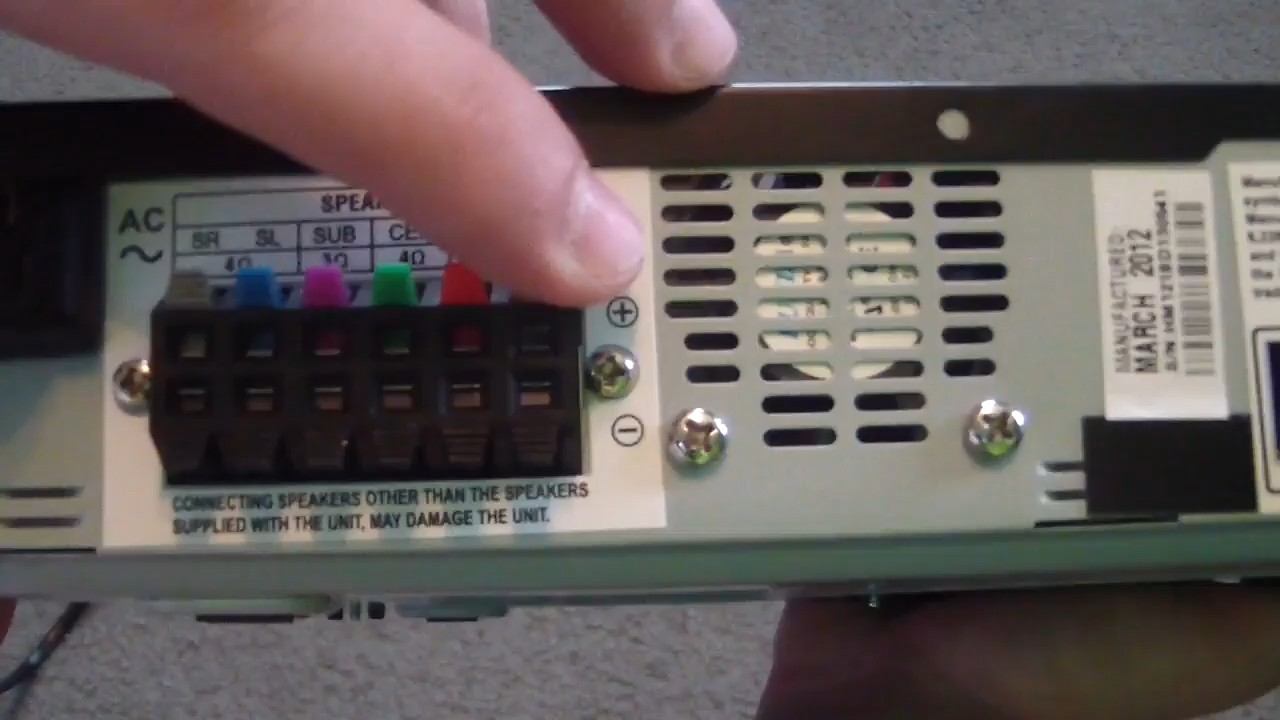 AC
SR SL SUB
4Ω 3Ω 4Ω
+
−
CONNECTING SPEAKERS OTHER THAN THE SPEAKERS
SUPPLIED WITH THE UNIT, MAY DAMAGE THE UNIT.
MANUFACTURED:
MARCH 2012